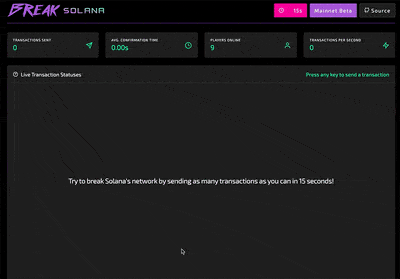 BREAK SOLANA
15s
Mainnet Beta
Source
TRANSACTIONS SENT
0
AVG. CONFIRMATION TIME
0.00s
PLAYERS ONLINE
9
TRANSACTIONS PER SECOND
0
Live Transaction Statuses
Press any key to send a transaction
Try to break Solana's network by sending as many transactions as you can in 15 seconds!